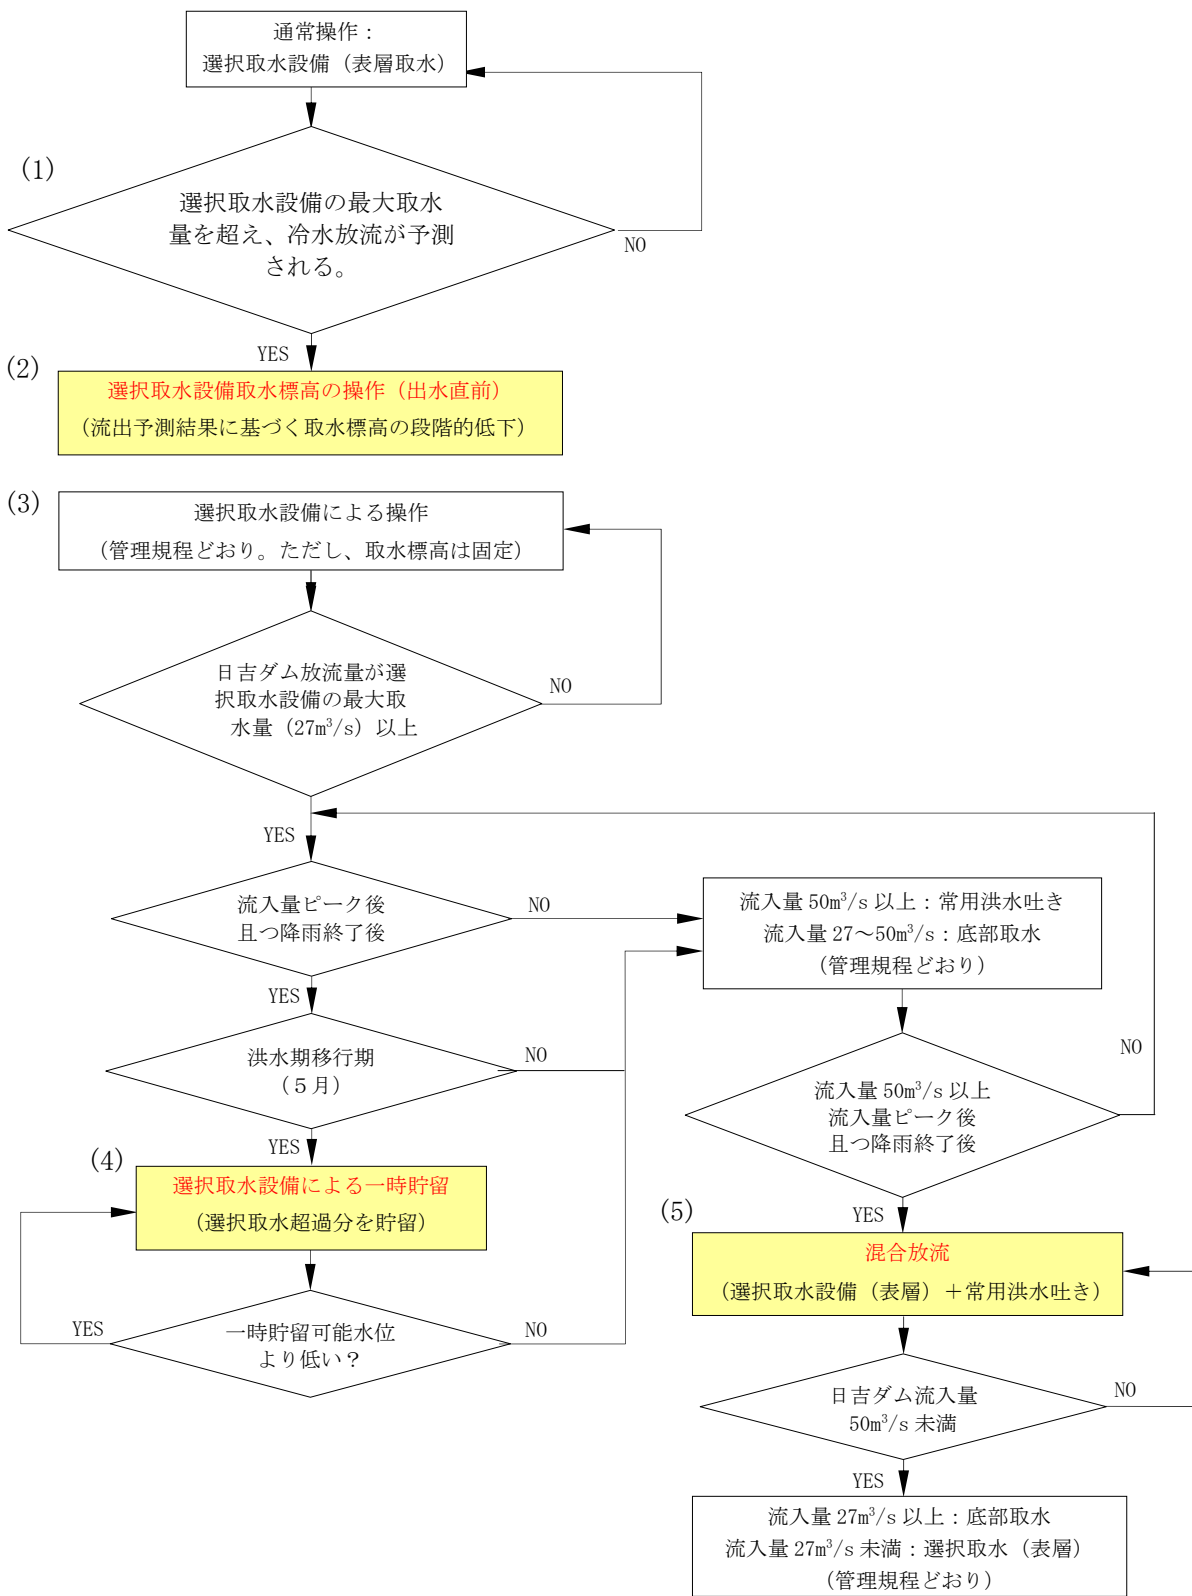 通常操作：
選択取水設備（表層取水）
(1)
選択取水設備の最大取水
量を超え、冷水放流が予測
される。
NO
YES
(2)
選択取水設備取水標高の操作（出水直前）
（流出予測結果に基づく取水標高の段階的低下）
(3)
選択取水設備による操作
（管理規程どおり。ただし、取水標高は固定）
日吉ダム放流量が選
択取水設備の最大取
水量（27m³/s）以上
NO
YES
流入量ピーク後
且つ降雨終了後
NO
YES
洪水期移行期
（５月）
NO
YES
(4)
選択取水設備による一時貯留
（選択取水超過分を貯留）
一時貯留可能水位
より低い？
YES
NO
流入量 50m³/s 以上：常用洪水吐き
流入量 27～50m³/s：底部取水
（管理規程どおり）
流入量 50m³/s 以上
流入量ピーク後
且つ降雨終了後
NO
YES
(5)
混合放流
（選択取水設備（表層）＋常用洪水吐き）
日吉ダム流入量
50m³/s 未満
NO
YES
流入量 27m³/s 以上：底部取水
流入量 27m³/s 未満：選択取水（表層）
（管理規程どおり）